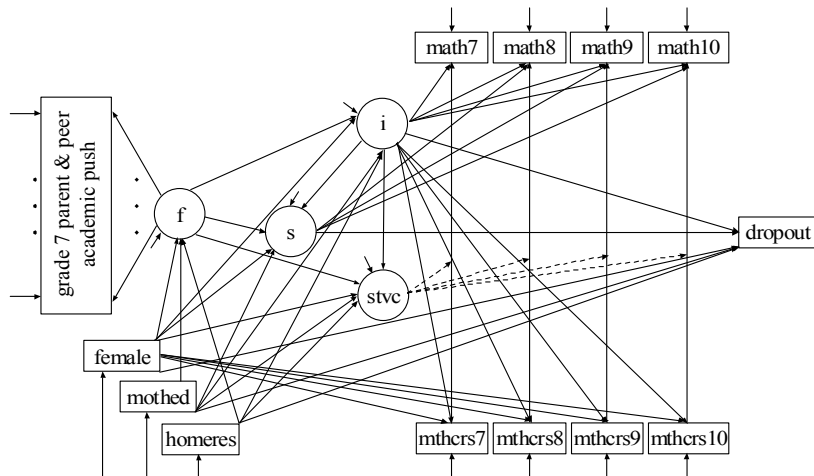 math7
math8
math9
math10
grade 7 parent & peer
academic push
i
f
s
stvc
dropout
female
mothed
homeres
mthcrs7
mthcrs8
mthcrs9
mthcrs10